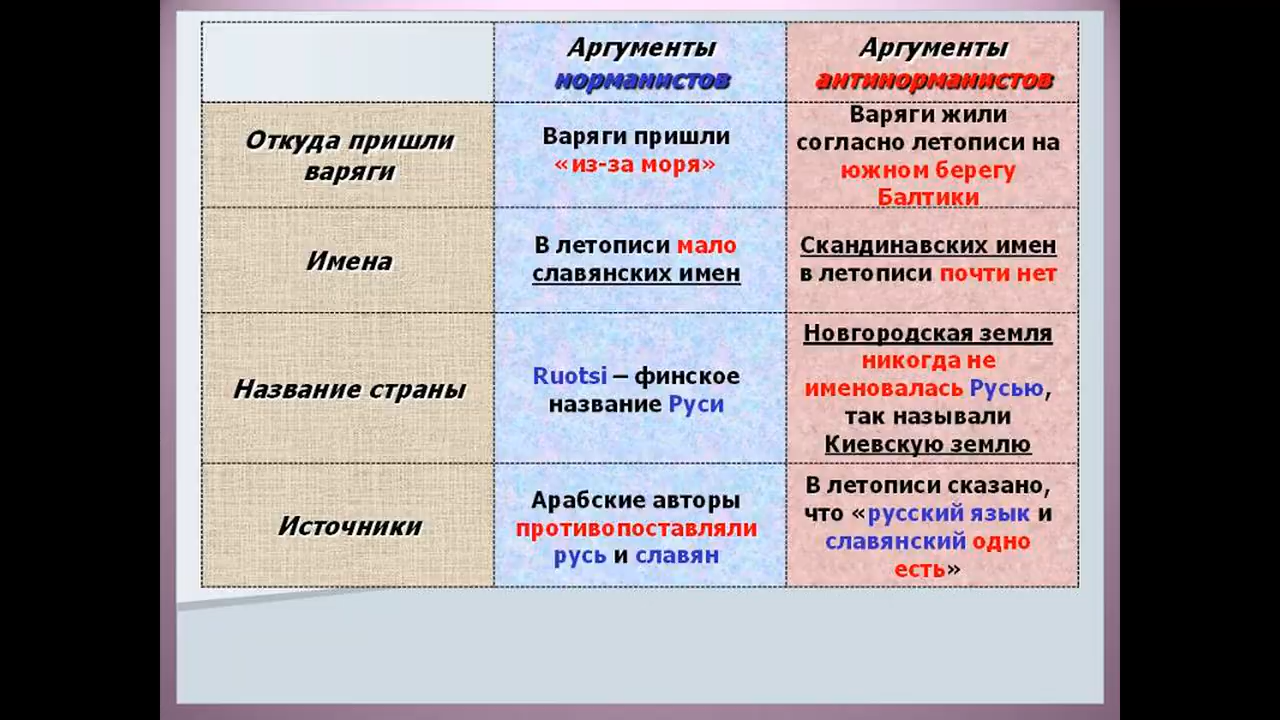 Аргументы
норманистов
Аргументы
антинорманистов
Откуда пришли
варяги
Варяги пришли
«из-за моря»
Варяги жили
согласно летописи на
южном берегу
Балтики
Имена
В летописи мало
славянских имен
Скандинавских имен
в летописи почти нет
Название страны
Ruotsi – финское
название Руси
Новгородская земля
никогда не
именовалась Русью,
так называли
Киевскую землю
Источники
Арабские авторы
противопоставляли
русь и славян
В летописи сказано,
что «русский язык и
славянский одно
есть»